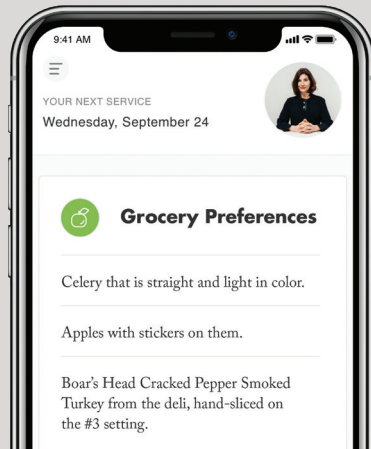 9:41 AM
YOUR NEXT SERVICE
Wednesday, September 24
Grocery Preferences
Celery that is straight and light in color.
Apples with stickers on them.
Boar's Head Cracked Pepper Smoked
Turkey from the deli, hand-sliced on
the #3 setting.